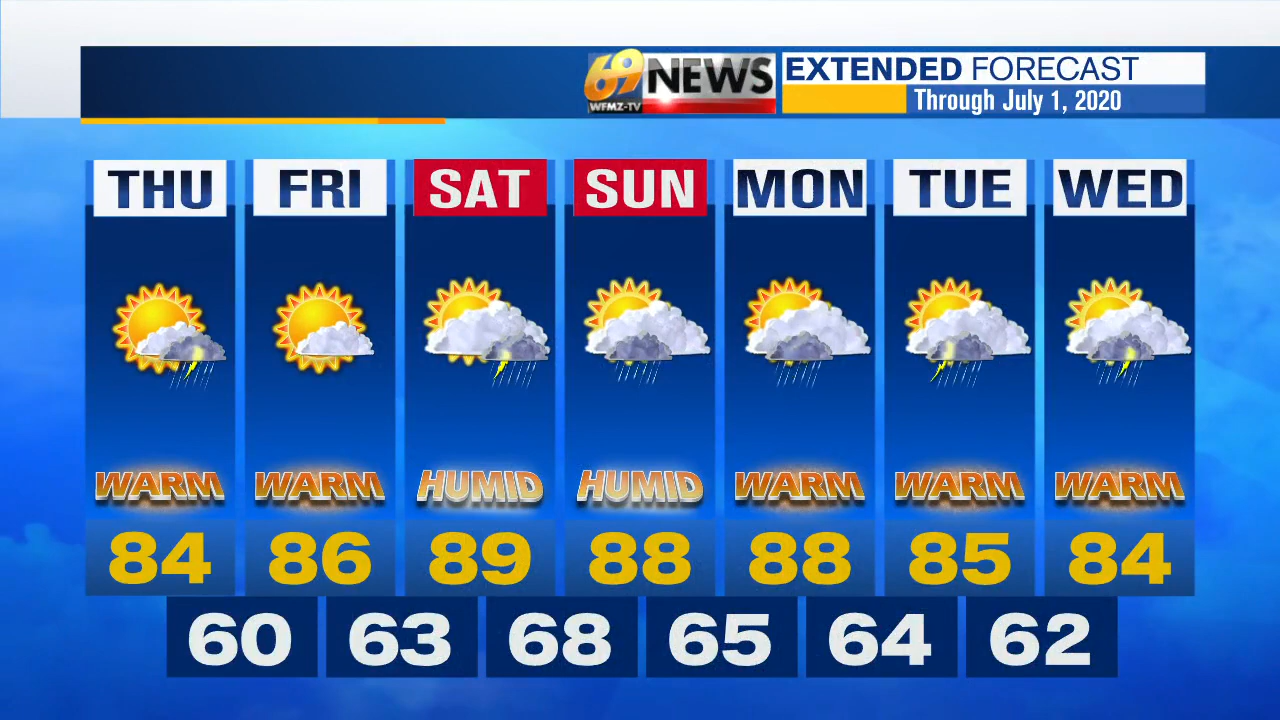 69 NEWS
WFMZ-TV
EXTENDED FORECAST
Through July 1, 2020
THU FRI SAT SUN MON TUE WED
WARM WARM HUMID HUMID WARM WARM WARM
84 86 89 88 88 85 84
60 63 68 65 64 62